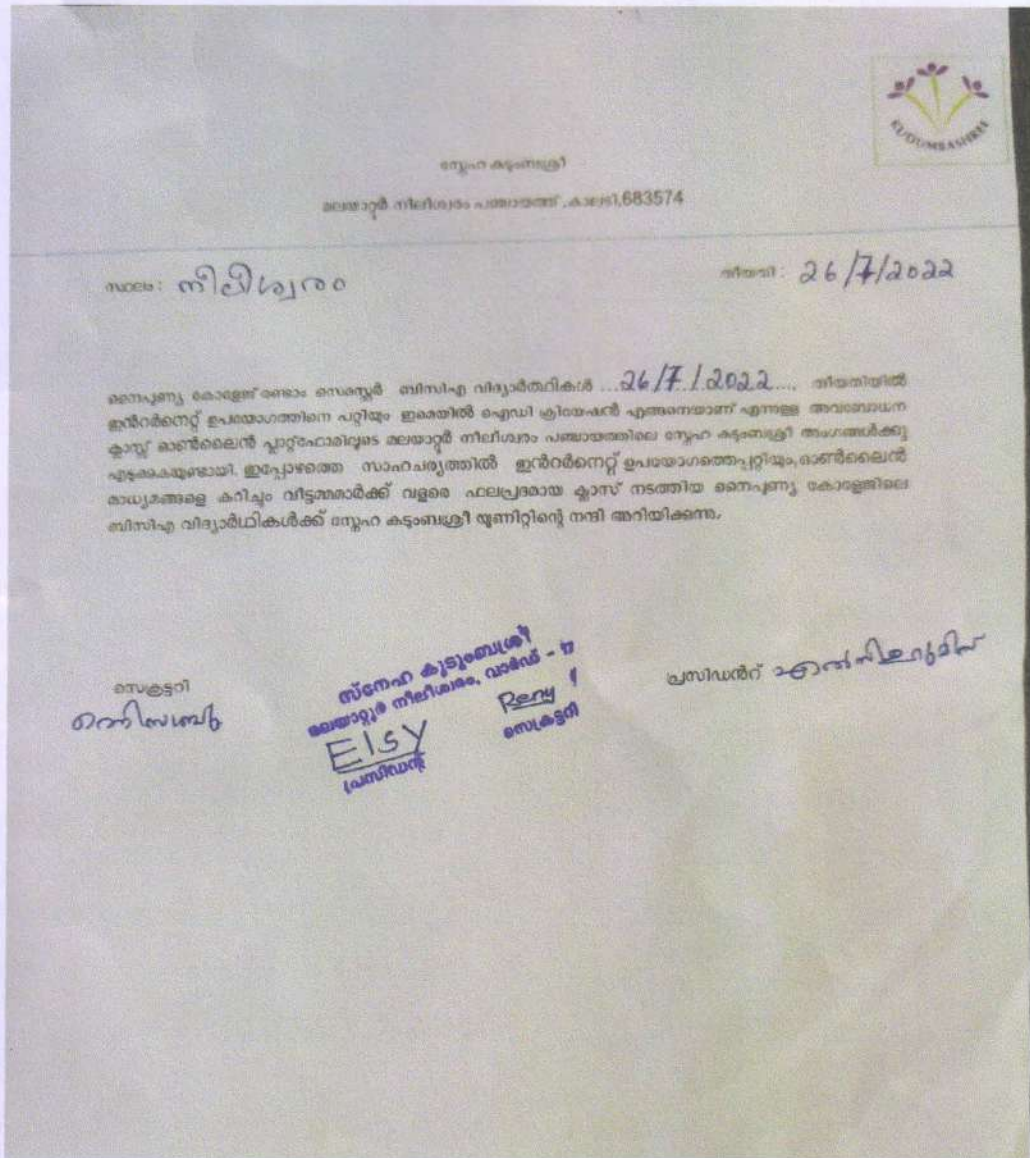 KUDUMBASHREE
സ്നേഹ കുടുംബശ്രീ
മലയാറ്റൂർ നീലീശ്വരം പഞ്ചായത്ത് ,കാലടി,683574
സ്ഥലം : നീലീശ്വരം
തീയതി : 26/7/2022
നൈപുണ്യ കോളേജ് രണ്ടാം സെമസ്റ്റർ ബിസിഎ വിദ്യാർത്ഥികൾ ...26/7/2022.... തീയതിയിൽ
ഇൻറർനെറ്റ് ഉപയോഗത്തിനെ പറ്റിയും ഇമെയിൽ ഐഡി ക്രിയേഷൻ എങ്ങനെയാണ് എന്നുള്ള അവബോധന
ക്ലാസ്സ് ഓൺലൈൻ പ്ലാറ്റ്ഫോമിലൂടെ മലയാറ്റൂർ നീലീശ്വരം പഞ്ചായത്തിലെ സ്നേഹ കുടുംബശ്രീ അംഗങ്ങൾക്കു
എടുക്കുകയുണ്ടായി. ഇപ്പോഴത്തെ സാഹചര്യത്തിൽ ഇൻറർനെറ്റ് ഉപയോഗത്തെപ്പറ്റിയും,ഓൺലൈൻ
മാധ്യമങ്ങളെ കുറിച്ചും വീട്ടമ്മമാർക്ക് വളരെ ഫലപ്രദമായ ക്ലാസ് നടത്തിയ നൈപുണ്യ കോളേജിലെ
ബിസിഎ വിദ്യാർഥികൾക്ക് സ്നേഹ കുടുംബശ്രീ യൂണിറ്റിന്റെ നന്ദി അറിയിക്കുന്നു.
സെക്രട്ടറി
സ്നേഹ കുടുംബശ്രീ
മലയാറ്റൂർ നീലീശ്വരം, വാർഡ് - 17
Elsy
പ്രസിഡന്റ്
Reny
സെക്രട്ടറി
പ്രസിഡൻറ്